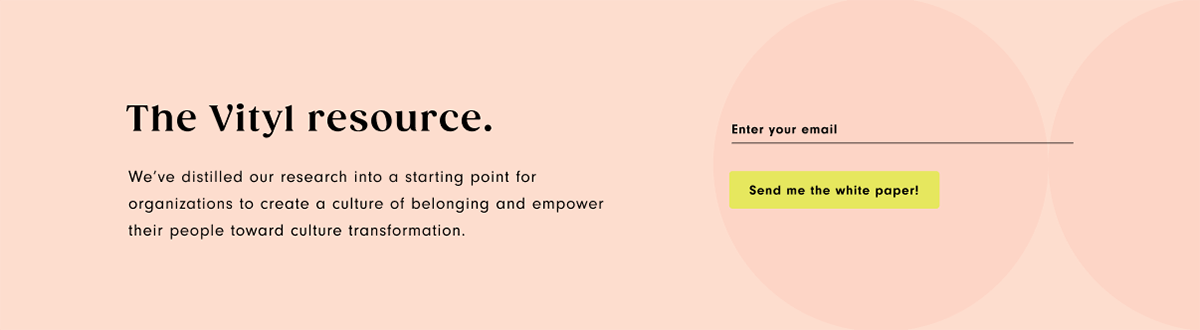 The Vityl resource.
We’ve distilled our research into a starting point for
organizations to create a culture of belonging and empower
their people toward culture transformation.
Enter your email
Send me the white paper!